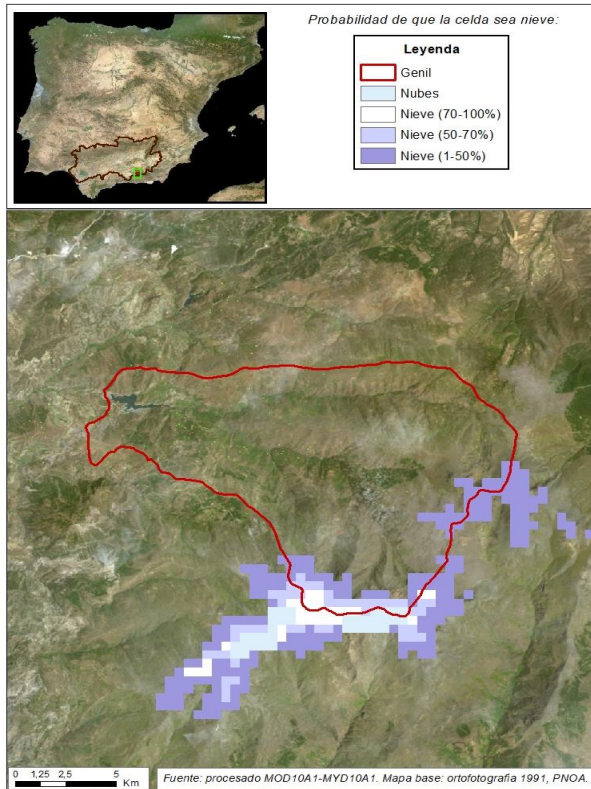 Probabilidad de que la celda sea nieve:
Leyenda
Genil
Nubes
Nieve (70-100%)
Nieve (50-70%)
Nieve (1-50%)
0 1,25 2,5 5
Km
Fuente: procesado MOD10A1-MYD10A1. Mapa base: ortofotografia 1991, PNOA.